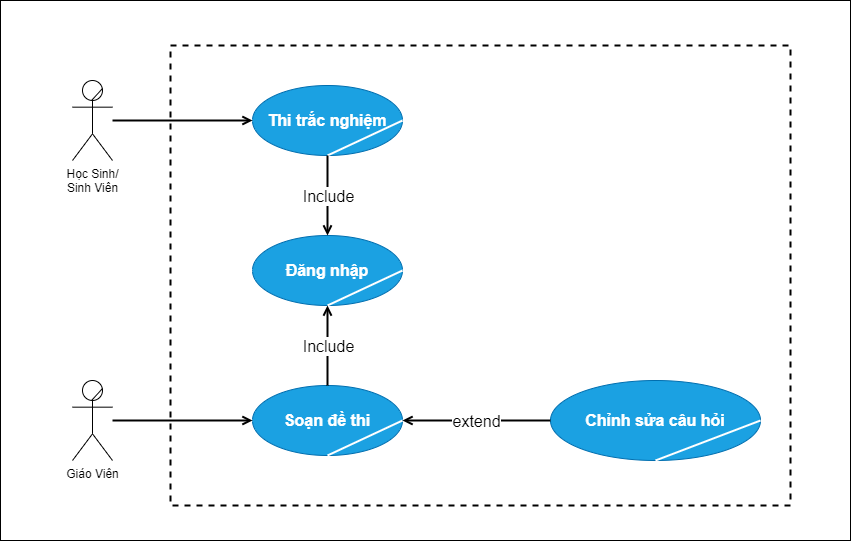 Thi trắc nghiệm
Học Sinh/
Sinh Viên
Include
Đăng nhập
Include
Soạn đề thi
extend
Chỉnh sửa câu hỏi
Giáo Viên